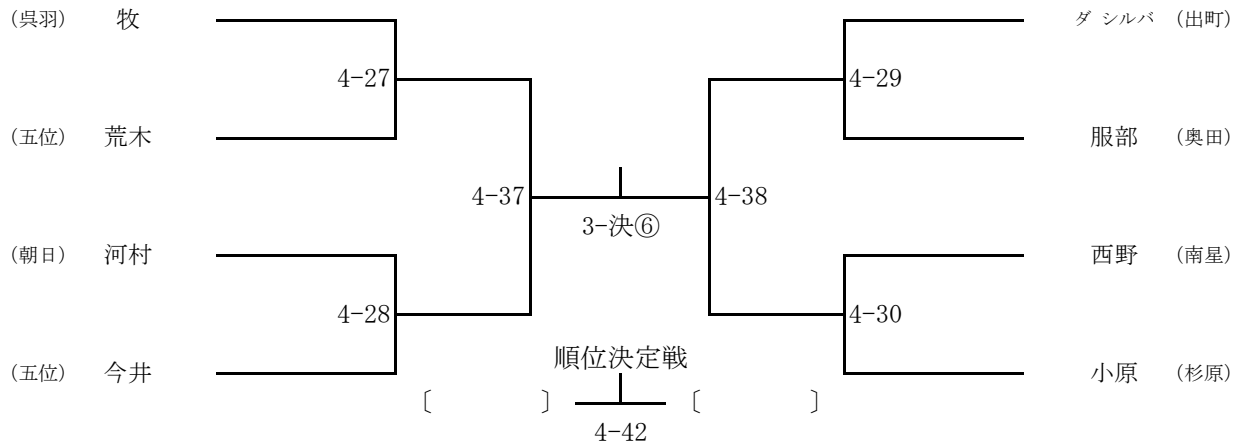 (呉羽) 牧 ダ シルバ (出町)
4-27 4-29
(五位) 荒木 服部 (奥田)
4-37 4-38
3-決⑥
(朝日) 河村 西野 (南星)
4-28 4-30
順位決定戦
(五位) 今井 小原 (杉原)
〔 〕 〔 〕
4-42